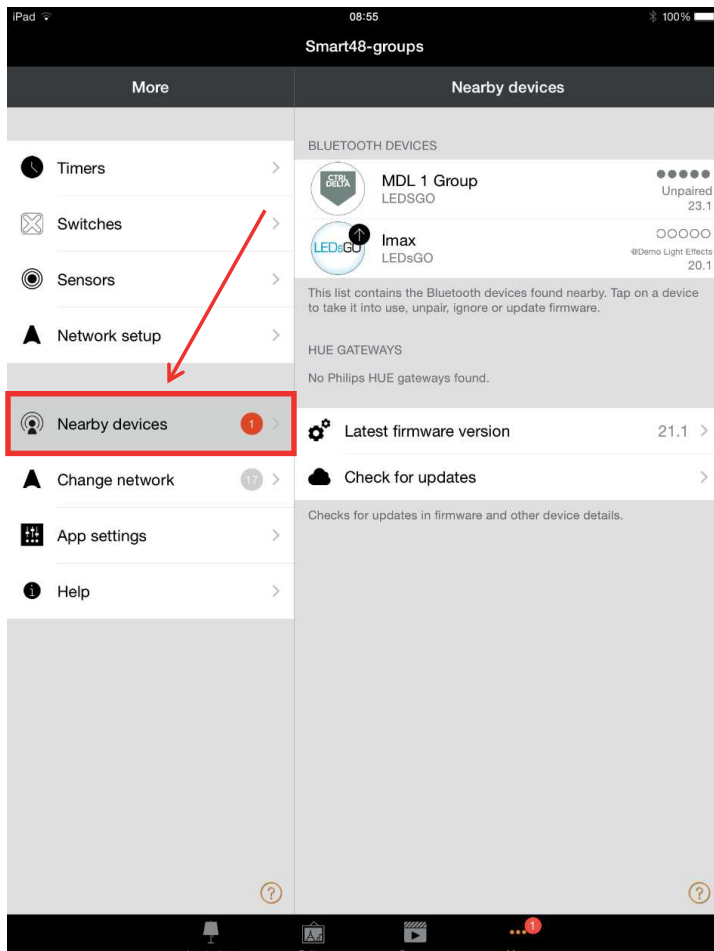 iPad 08:55 100%
Smart48-groups
More
Timers
Switches
Sensors
Network setup
Nearby devices 1
Change network 17
App settings
Help
Nearby devices
BLUETOOTH DEVICES
CTRL
DELTA
MDL 1 Group
LEDSGO
Unpaired
23.1
LEDsGO
Imax
LEDsGO
@Demo Light Effects
20.1
This list contains the Bluetooth devices found nearby. Tap on a device
to take it into use, unpair, ignore or update firmware.
HUE GATEWAYS
No Philips HUE gateways found.
Latest firmware version 21.1
Check for updates
Checks for updates in firmware and other device details.
?
?
1